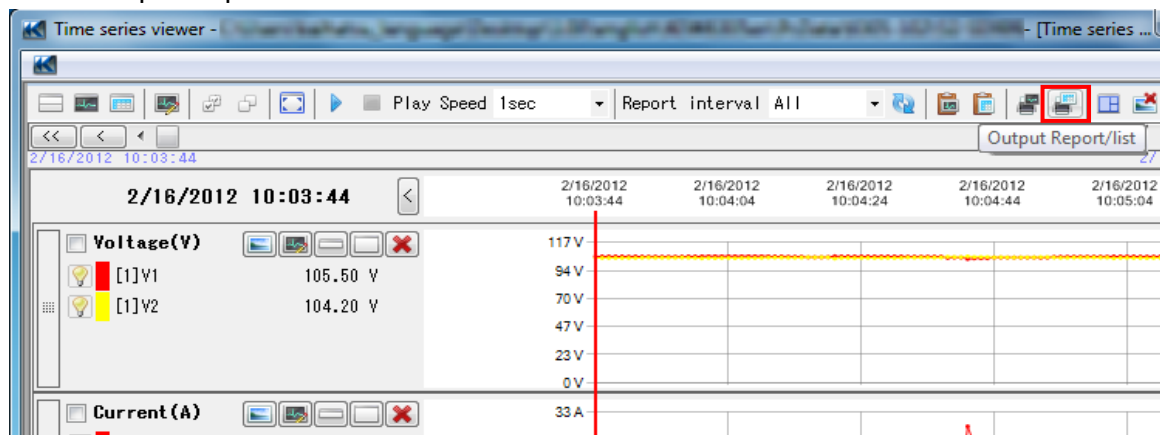 Time series viewer - - [Time series ...
Play Speed 1sec Report interval All
<< <
Output Report/list
2/16/2012 10:03:44
2/16/2012 10:03:44 <
2/16/2012 10:03:44
2/16/2012 10:04:04
2/16/2012 10:04:24
2/16/2012 10:04:44
2/16/2012 10:05:04
Voltage(V)
[1]V1 105.50 V
[1]V2 104.20 V
117 V
94 V
70 V
47 V
23 V
0 V
Current(A)
33 A